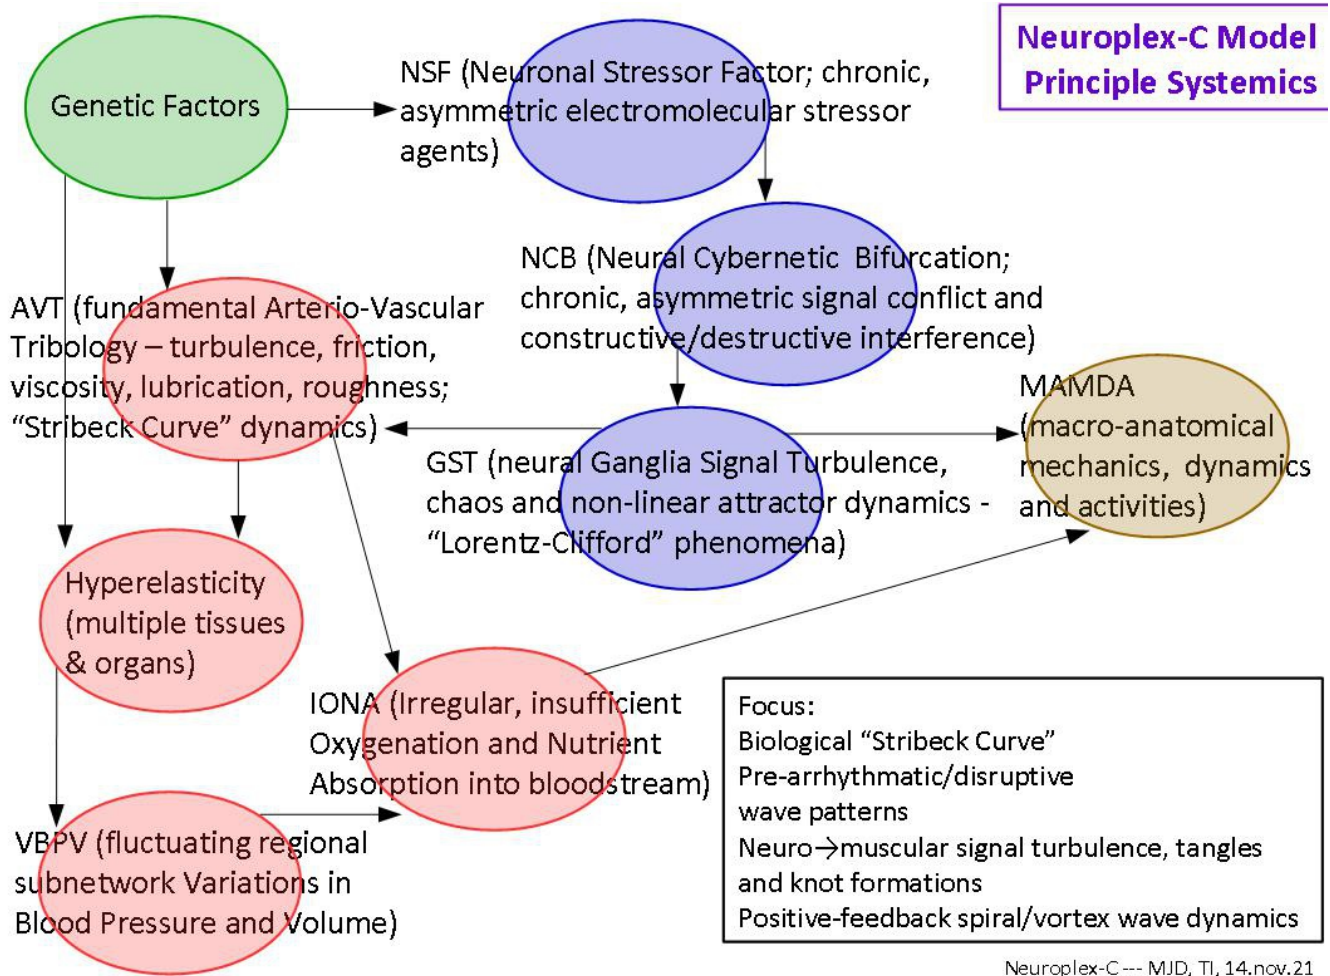 Neuroplex-C Model
Principle Systemics
Genetic Factors
NSF (Neuronal Stressor Factor; chronic,
asymmetric electromolecular stressor
agents)
NCB (Neural Cybernetic Bifurcation;
chronic, asymmetric signal conflict and
constructive/destructive interference)
AVT (fundamental Arterio-Vascular
Tribology – turbulence, friction,
viscosity, lubrication, roughness;
“Stribeck Curve” dynamics)
MAMDA
(macro-anatomical
mechanics, dynamics
and activities)
GST (neural Ganglia Signal Turbulence,
chaos and non-linear attractor dynamics -
“Lorentz-Clifford” phenomena)
Hyperelasticity
(multiple tissues
& organs)
IONA (Irregular, insufficient
Oxygenation and Nutrient
Absorption into bloodstream)
VBPV (fluctuating regional
subnetwork Variations in
Blood Pressure and Volume)
Focus:
Biological “Stribeck Curve”
Pre-arrhythmatic/disruptive
wave patterns
Neuro→muscular signal turbulence, tangles
and knot formations
Positive-feedback spiral/vortex wave dynamics
Neuroplex-C --- MJD, TI, 14.nov.21